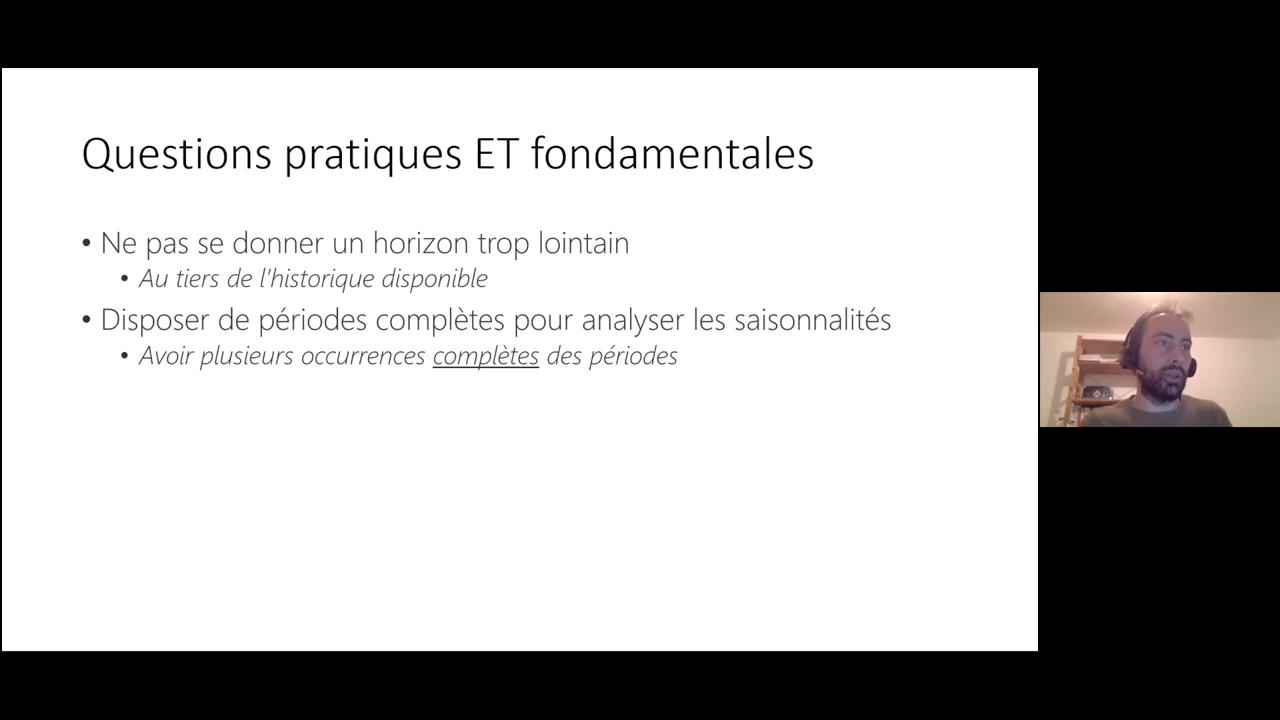 Questions pratiques ET fondamentales
• Ne pas se donner un horizon trop lointain
• Au tiers de l'historique disponible
• Disposer de périodes complètes pour analyser les saisonnalités
• Avoir plusieurs occurrences complètes des périodes